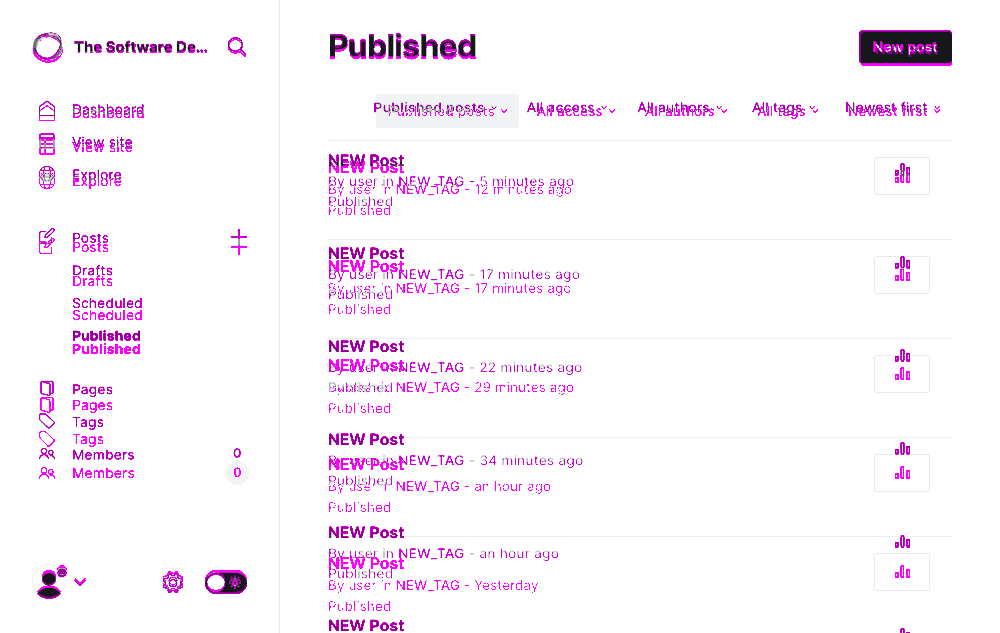 The Software De...
Dashboard
Dashboard
View site
View site
Explore
Explore
Posts
Posts
Drafts
Drafts
Scheduled
Scheduled
Published
Published
Pages
Pages
Tags
Tags
Members 0
Members 0
Published
New post
Published posts All access All authors All tags Newest first
Published posts All access All authors All tags Newest first
NEW Post
NEW Post
By user in NEW_TAG - 5 minutes ago
By user in NEW_TAG - 12 minutes ago
Published
Published
NEW Post
NEW Post
By user in NEW_TAG - 17 minutes ago
By user in NEW_TAG - 17 minutes ago
Published
Published
NEW Post
NEW Post
By user in NEW_TAG - 22 minutes ago
Published
By user in NEW_TAG - 29 minutes ago
Published
NEW Post
By user in NEW_TAG - 34 minutes ago
NEW Post
Published
By user in NEW_TAG - an hour ago
Published
NEW Post
By user in NEW_TAG - an hour ago
NEW Post
Published
By user in NEW_TAG - Yesterday
Published
NEW Post